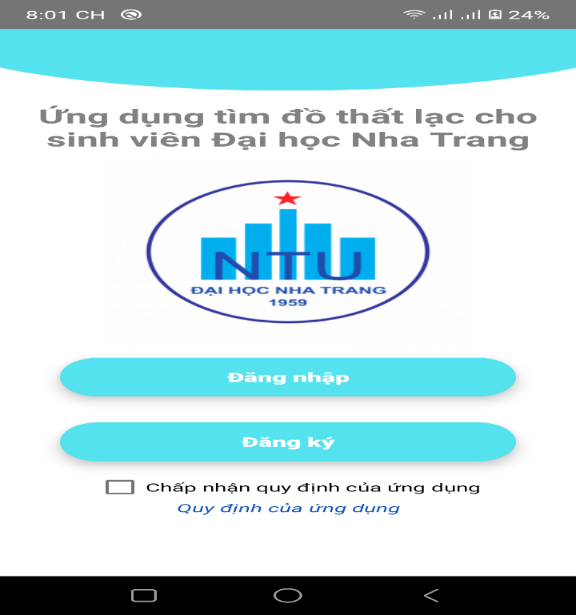 8:01 CH 24%
Ứng dụng tìm đồ thất lạc cho
sinh viên Đại học Nha Trang
NTU
ĐẠI HỌC NHA TRANG
1959
Đăng nhập
Đăng ký
Chấp nhận quy định của ứng dụng
Quy định của ứng dụng